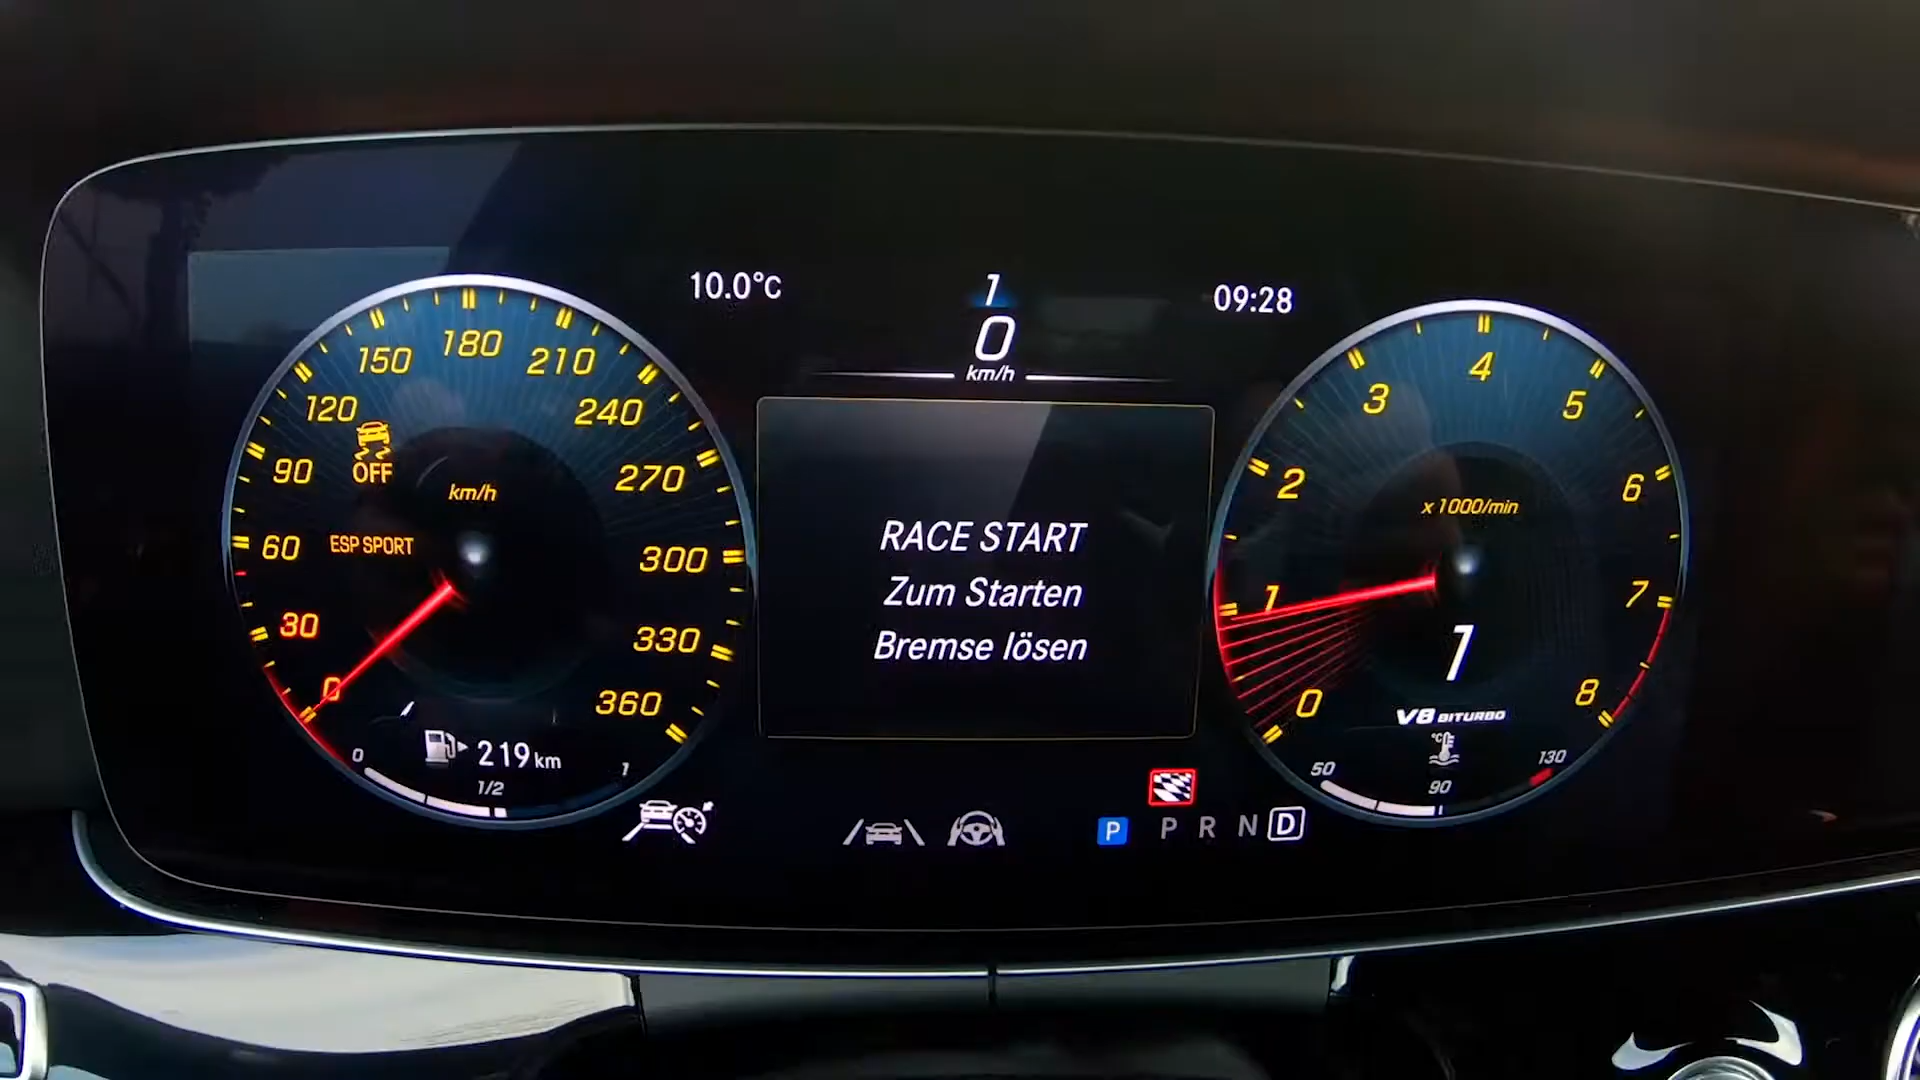 10.0°C
1
09:28
0
km/h
0
30
60
90
120
150
180
210
240
270
300
330
360
OFF
km/h
ESP SPORT
219 km
0
1/2
1
RACE START
Zum Starten
Bremse lösen
0
1
2
3
4
5
6
7
8
x 1000/min
1
V8 BITURBO
°C
50
90
130
P
P R N D